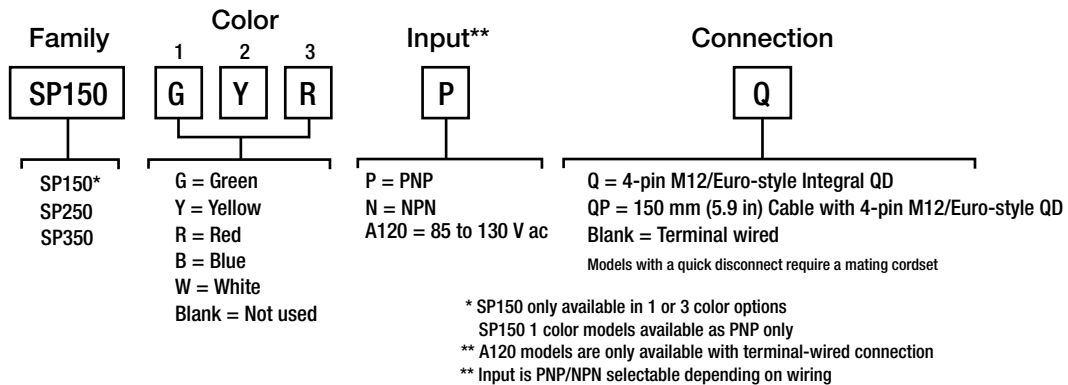 Family
Color
Input**
Connection
1 2 3
SP150 G Y R P Q
SP150*
SP250
SP350
G = Green
Y = Yellow
R = Red
B = Blue
W = White
Blank = Not used
P = PNP
N = NPN
A120 = 85 to 130 V ac
Q = 4-pin M12/Euro-style Integral QD
QP = 150 mm (5.9 in) Cable with 4-pin M12/Euro-style QD
Blank = Terminal wired
Models with a quick disconnect require a mating cordset
* SP150 only available in 1 or 3 color options
SP150 1 color models available as PNP only
** A120 models are only available with terminal-wired connection
** Input is PNP/NPN selectable depending on wiring